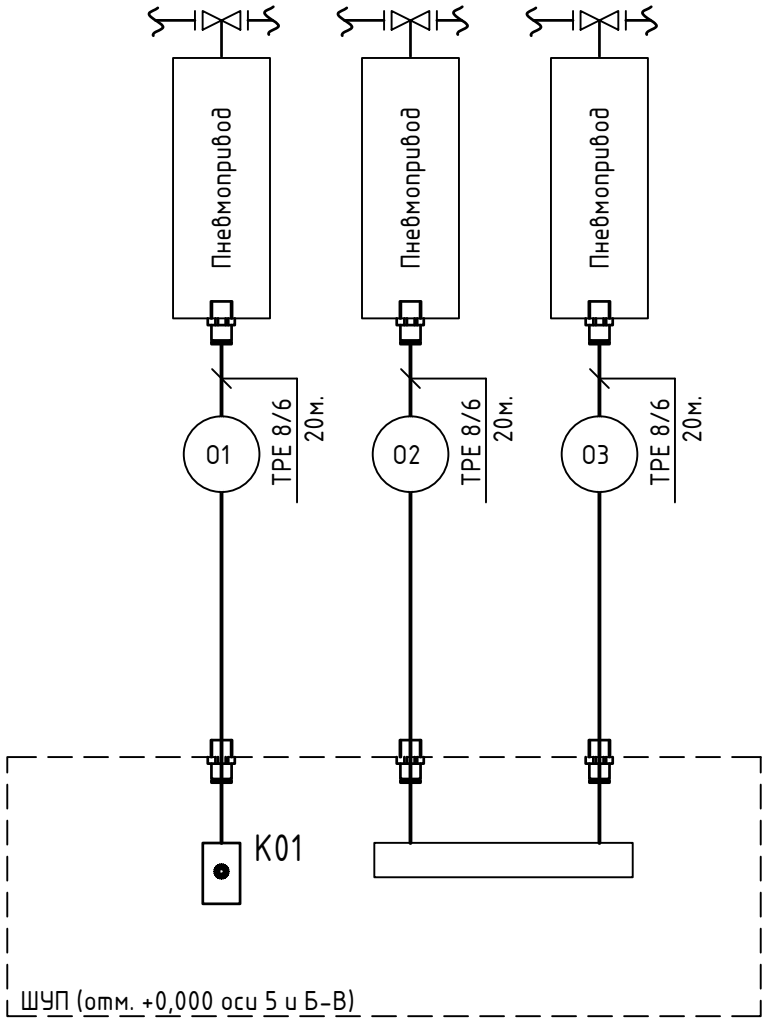 Пневмопривод
Пневмопривод
Пневмопривод
01
TPE 8/6
20м.
02
TPE 8/6
20м.
03
TPE 8/6
20м.
K01
ШУП (отм. +0,000 оси 5 и Б-В)